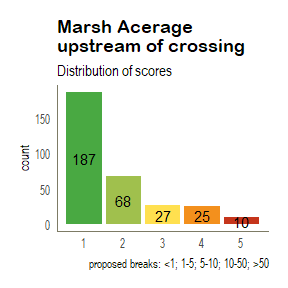 Marsh Acerage
upstream of crossing
Distribution of scores
150
100
50
0
count
187
68
27
25
10
1 2 3 4 5
proposed breaks: <1; 1-5; 5-10; 10-50; >50